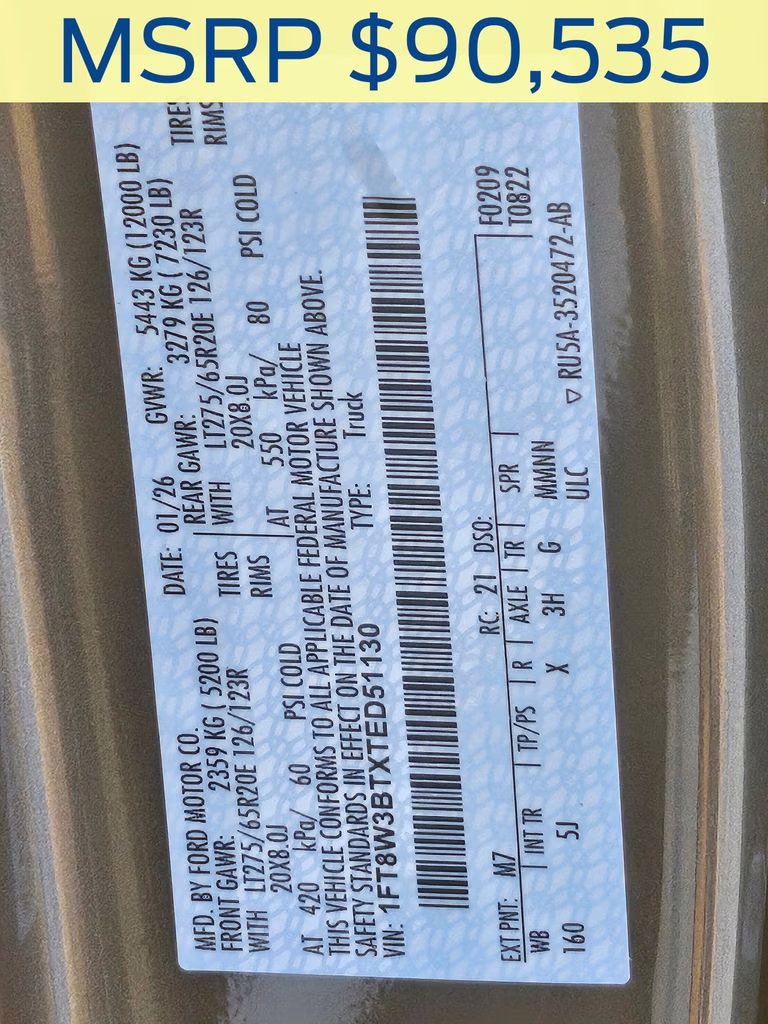 MSRP $90,535
MFD. BY FORD MOTOR CO.
DATE: 01/26 GVWR: 5443 KG (12000 LB)
FRONT GAWR: 2359 KG ( 5200 LB) REAR GAWR: 3279 KG ( 7230 LB)
WITH LT275/65R20E 126/123R TIRES WITH LT275/65R20E 126/123R TIRES
20X8.0J RIMS 20X8.0J RIMS
AT 420 kPa/ 60 PSI COLD AT 550 kPa/ 80 PSI COLD
THIS VEHICLE CONFORMS TO ALL APPLICABLE FEDERAL MOTOR VEHICLE
SAFETY STANDARDS IN EFFECT ON THE DATE OF MANUFACTURE SHOWN ABOVE.
VIN: 1FT8W3BTXTED51130 TYPE: Truck
F0209
EXT PNT: M7 RC: 21 DSO: T0822
WB | INT TR | TP/PS | R | AXLE | TR | SPR |
160 5J X 3H G MMNN
ULC ▽ RU5A-3520472-AB